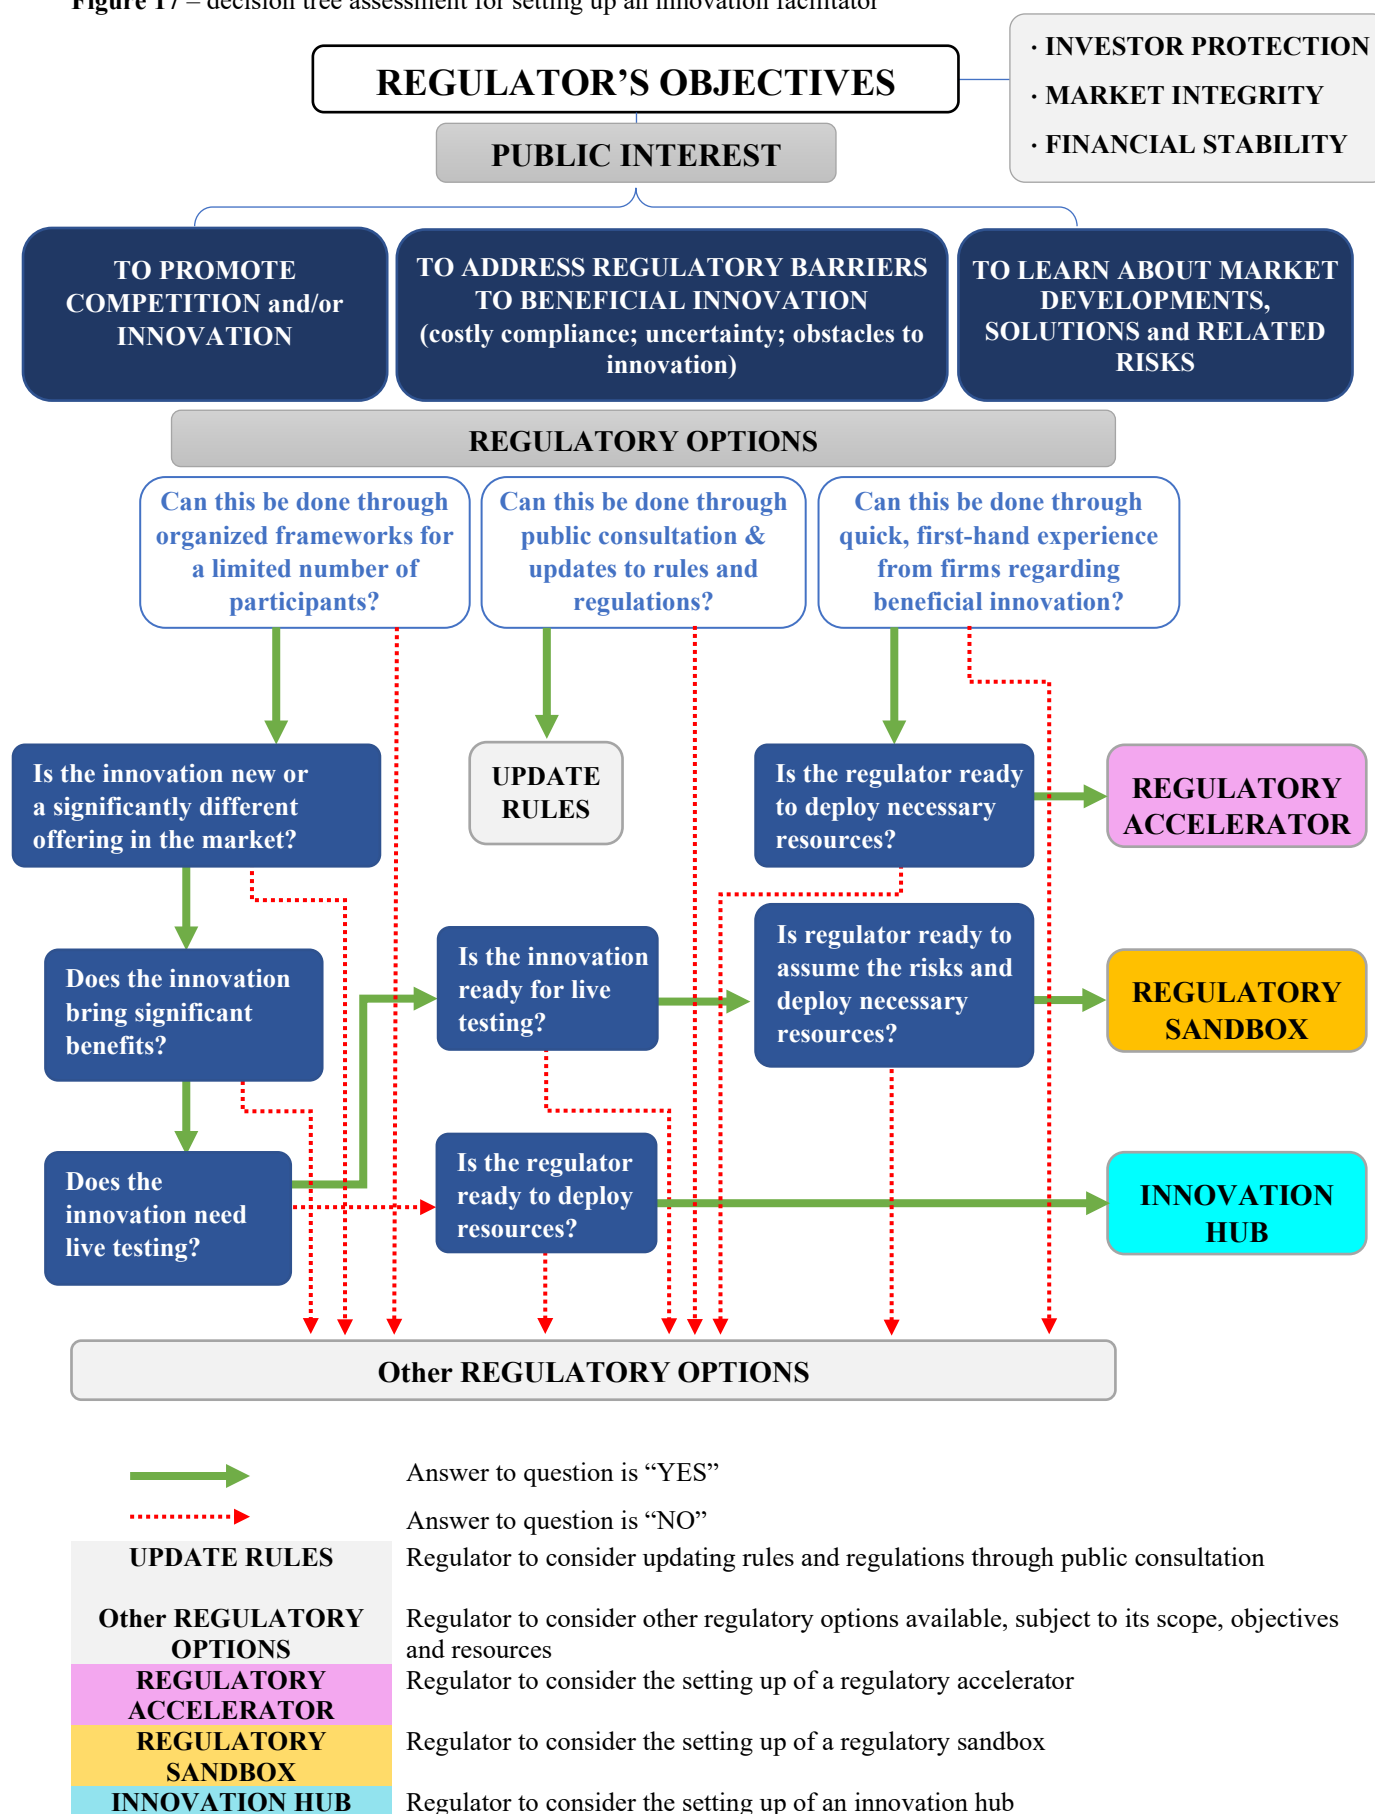 Figure 17 – decision tree assessment for setting up an innovation facilitator
REGULATOR'S OBJECTIVES
· INVESTOR PROTECTION
· MARKET INTEGRITY
· FINANCIAL STABILITY
PUBLIC INTEREST
TO PROMOTE
COMPETITION and/or
INNOVATION
TO ADDRESS REGULATORY BARRIERS
TO BENEFICIAL INNOVATION
(costly compliance; uncertainty; obstacles to
innovation)
TO LEARN ABOUT MARKET
DEVELOPMENTS,
SOLUTIONS and RELATED
RISKS
REGULATORY OPTIONS
Can this be done through
organized frameworks for
a limited number of
participants?
Can this be done through
public consultation &
updates to rules and
regulations?
Can this be done through
quick, first-hand experience
from firms regarding
beneficial innovation?
Is the innovation new or
a significantly different
offering in the market?
UPDATE
RULES
Is the regulator ready
to deploy necessary
resources?
REGULATORY
ACCELERATOR
Does the innovation
bring significant
benefits?
Is the innovation
ready for live
testing?
Is regulator ready to
assume the risks and
deploy necessary
resources?
REGULATORY
SANDBOX
Does the
innovation need
live testing?
Is the regulator
ready to deploy
resources?
INNOVATION
HUB
Other REGULATORY OPTIONS
Answer to question is “YES”
Answer to question is “NO”
UPDATE RULES
Regulator to consider updating rules and regulations through public consultation
Other REGULATORY
OPTIONS
Regulator to consider other regulatory options available, subject to its scope, objectives
and resources
REGULATORY
ACCELERATOR
Regulator to consider the setting up of a regulatory accelerator
REGULATORY
SANDBOX
Regulator to consider the setting up of a regulatory sandbox
INNOVATION HUB
Regulator to consider the setting up of an innovation hub